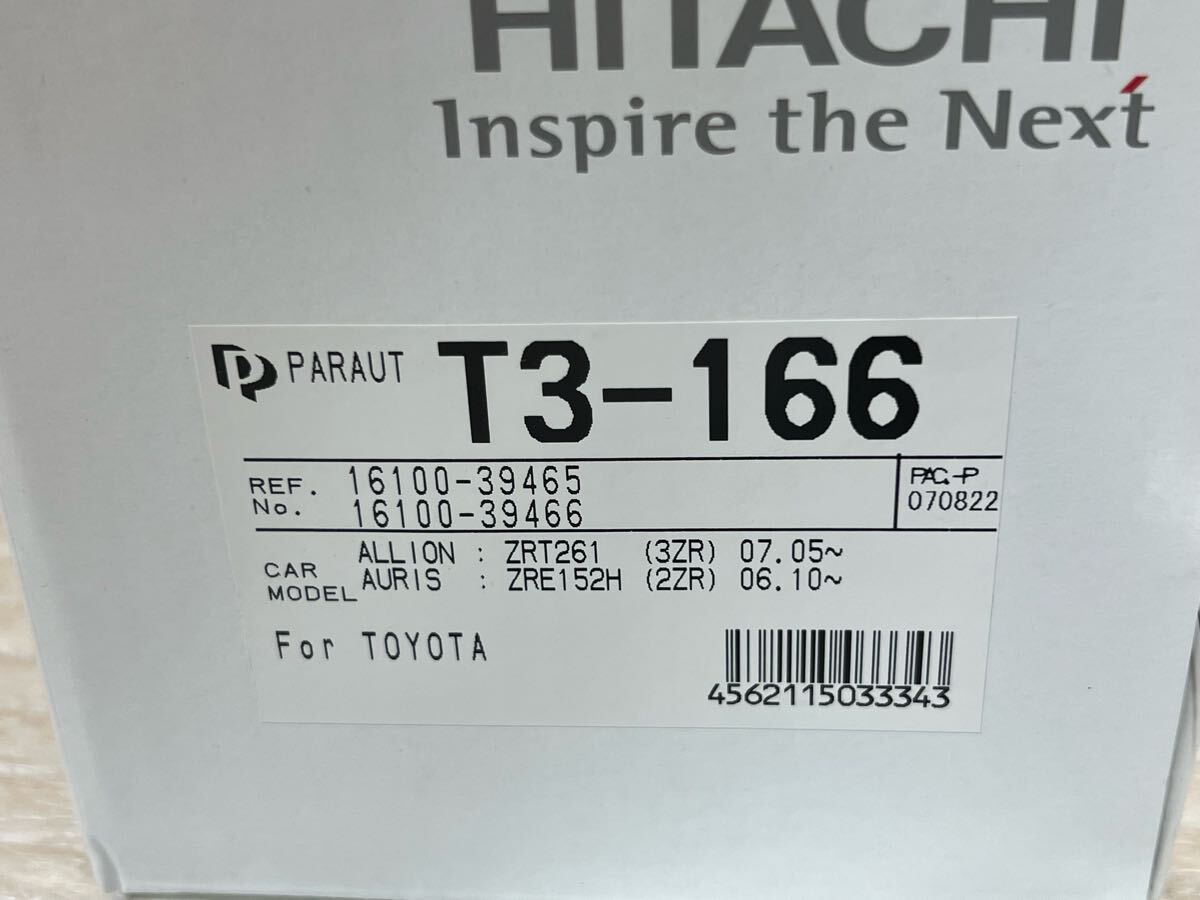 HITACHI
Inspire the Next
PARAUT T3-166
REF. No. 16100-39465
16100-39466
PAC.-P
070822
CAR MODEL
ALLION : ZRT261 (3ZR) 07.05~
AURIS : ZRE152H (2ZR) 06.10~
For TOYOTA
4562115033343